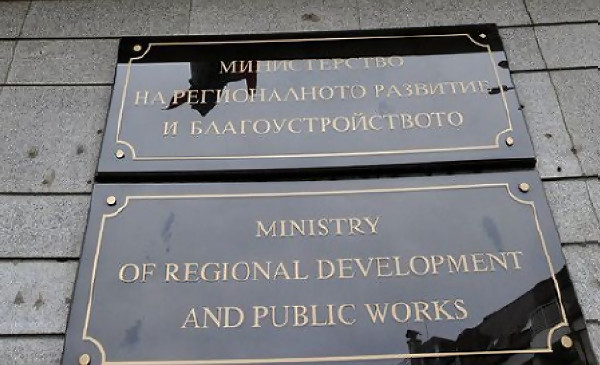 МИНИСТЕРСТВО
НА РЕГИОНАЛНОТО РАЗВИТИЕ
И БЛАГОУСТРОЙСТВОТО
MINISTRY
OF REGIONAL DEVELOPMENT
AND PUBLIC WORKS